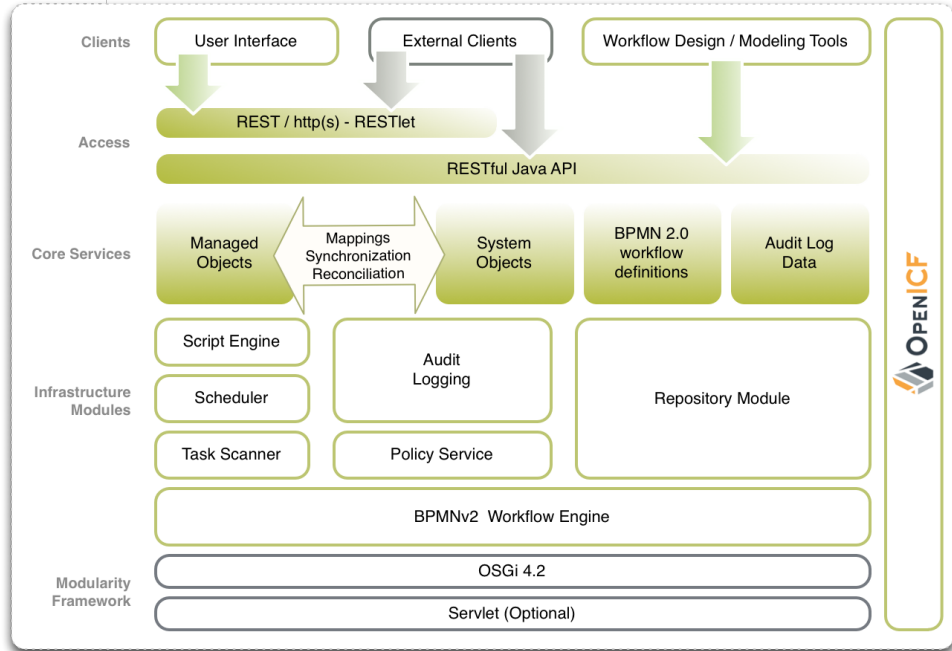 Clients
User Interface
External Clients
Workflow Design / Modeling Tools
Access
REST / http(s) - RESTlet
RESTful Java API
Core Services
Managed
Objects
Mappings
Synchronization
Reconciliation
System
Objects
BPMN 2.0
workflow
definitions
Audit Log
Data
Infrastructure
Modules
Script Engine
Scheduler
Task Scanner
Audit
Logging
Policy Service
Repository Module
BPMNv2 Workflow Engine
Modularity
Framework
OSGi 4.2
Servlet (Optional)
OPENICF